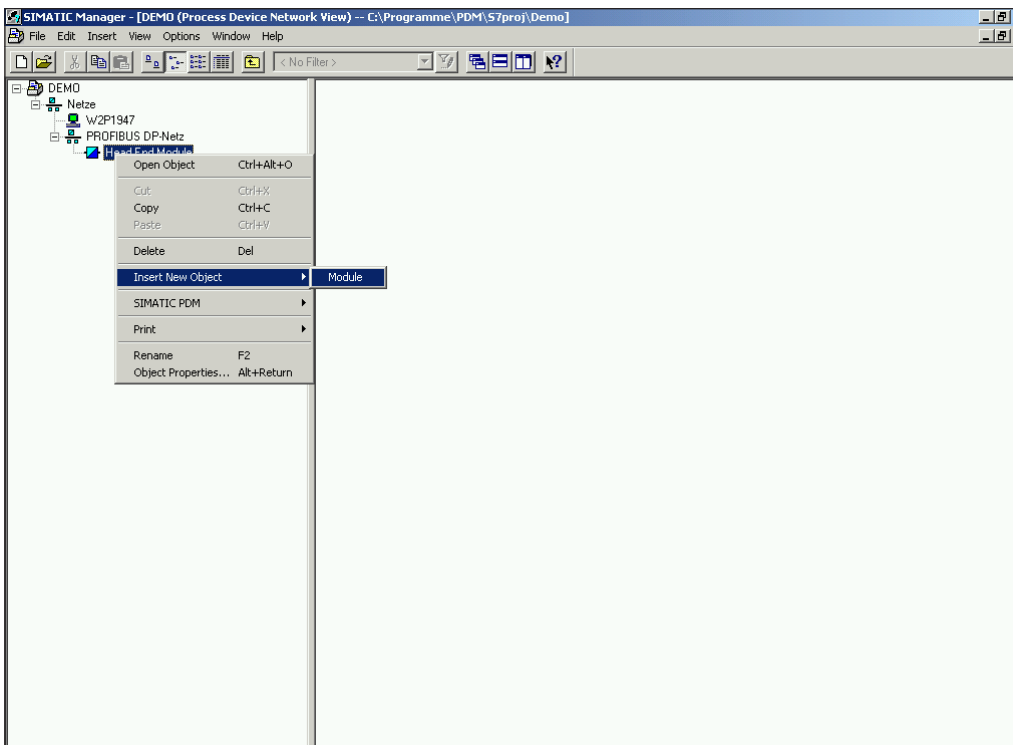 SIMATIC Manager - [DEMO (Process Device Network View) -- C:\Programme\PDM\S7proj\Demo]
File Edit Insert View Options Window Help
< No Filter >
DEMO
Netze
W2P1947
PROFIBUS DP-Netz
Head End Module
Open Object Ctrl+Alt+O
Cut Ctrl+X
Copy Ctrl+C
Paste Ctrl+V
Delete Del
Insert New Object Module
SIMATIC PDM
Print
Rename F2
Object Properties... Alt+Return